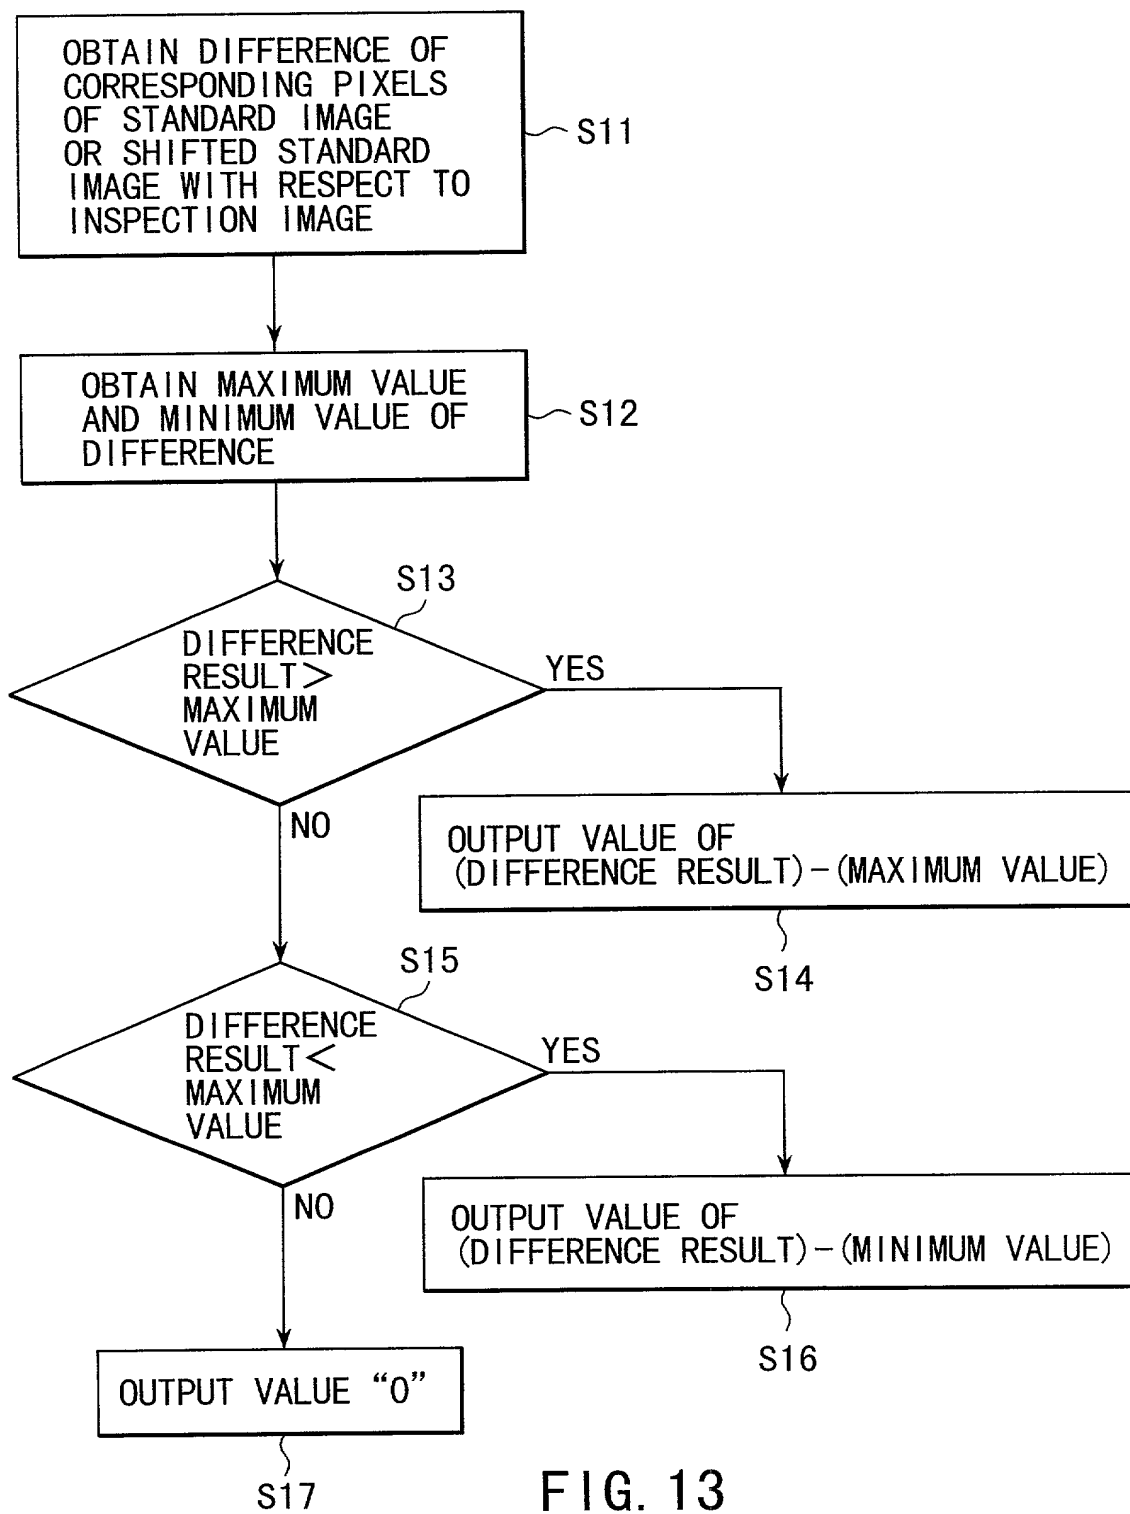 OBTAIN DIFFERENCE OF
CORRESPONDING PIXELS
OF STANDARD IMAGE
OR SHIFTED STANDARD
IMAGE WITH RESPECT TO
INSPECTION IMAGE
S11
OBTAIN MAXIMUM VALUE
AND MINIMUM VALUE OF
DIFFERENCE
S12
S13
DIFFERENCE
RESULT>
MAXIMUM
VALUE
YES
NO
OUTPUT VALUE OF
(DIFFERENCE RESULT)-(MAXIMUM VALUE)
S14
S15
DIFFERENCE
RESULT<
MAXIMUM
VALUE
YES
NO
OUTPUT VALUE OF
(DIFFERENCE RESULT)-(MINIMUM VALUE)
S16
OUTPUT VALUE “0”
S17
FIG. 13